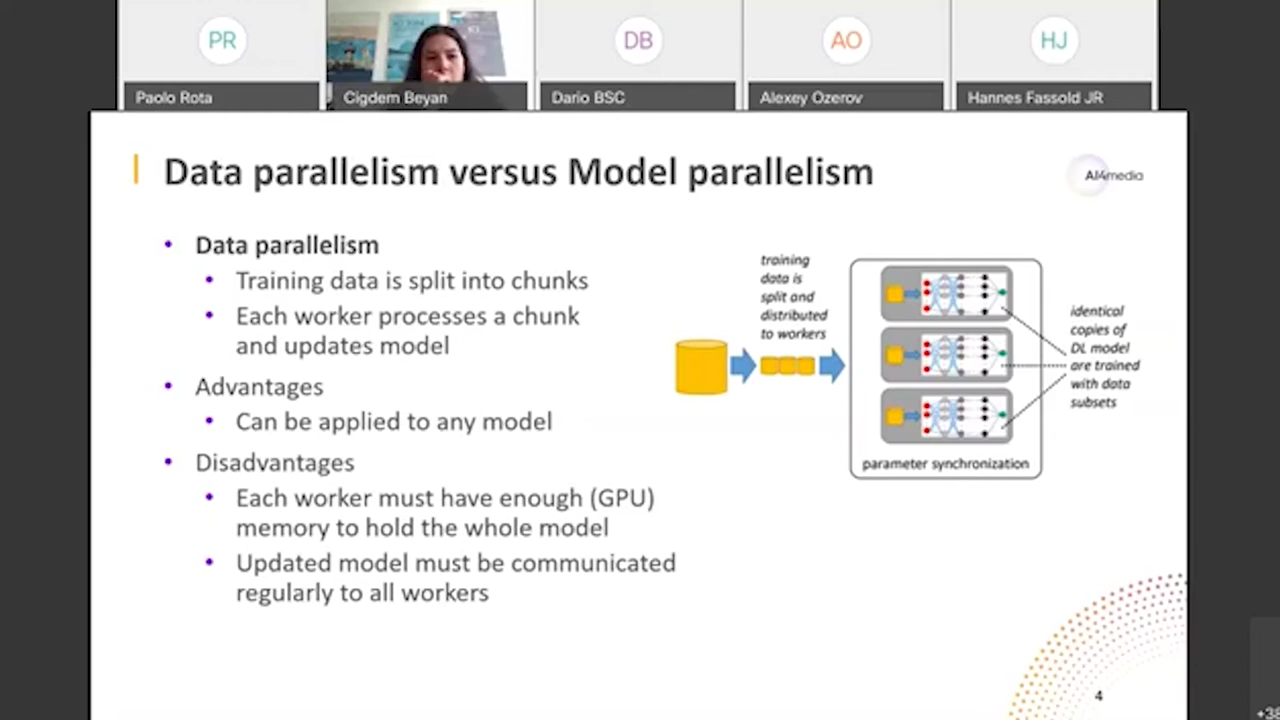 PR
DB
AO
HJ
Paolo Rota
Cigdem Beyan
Dario BSC
Alexey Ozerov
Hannes Fassold JR
Data parallelism versus Model parallelism
AI4media
• Data parallelism
• Training data is split into chunks
• Each worker processes a chunk
and updates model
• Advantages
• Can be applied to any model
• Disadvantages
• Each worker must have enough (GPU)
memory to hold the whole model
• Updated model must be communicated
regularly to all workers
training
data is
split and
distributed
to workers
identical
copies of
DL model
are trained
with data
subsets
parameter synchronization
4